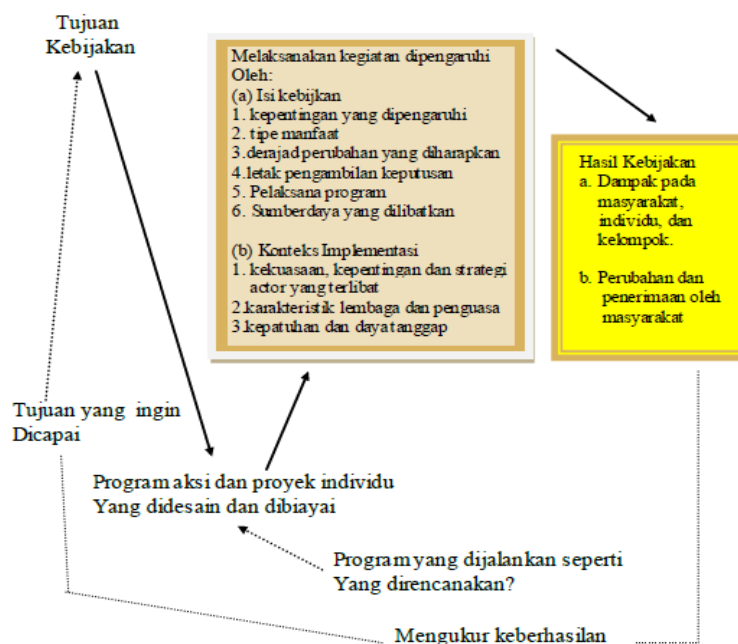 Tujuan
Kebijakan
Melaksanakan kegiatan dipengaruhi
Oleh:
(a) Isi kebijkan
1. kepentingan yang dipengaruhi
2. tipe manfaat
3.derajad perubahan yang diharapkan
4.letak pengambilan keputusan
5. Pelaksana program
6. Sumberdaya yang dilibatkan
(b) Konteks Implementasi
1. kekuasaan, kepentingan dan strategi
actor yang terlibat
2.karakteristik lembaga dan penguasa
3.kepatuhan dan daya tanggap
Hasil Kebijakan
a. Dampak pada
masyarakat,
individu, dan
kelompok.
b. Perubahan dan
penerimaan oleh
masyarakat
Tujuan yang ingin
Dicapai
Program aksi dan proyek individu
Yang didesain dan dibiayai
Program yang dijalankan seperti
Yang direncanakan?
Mengukur keberhasilan